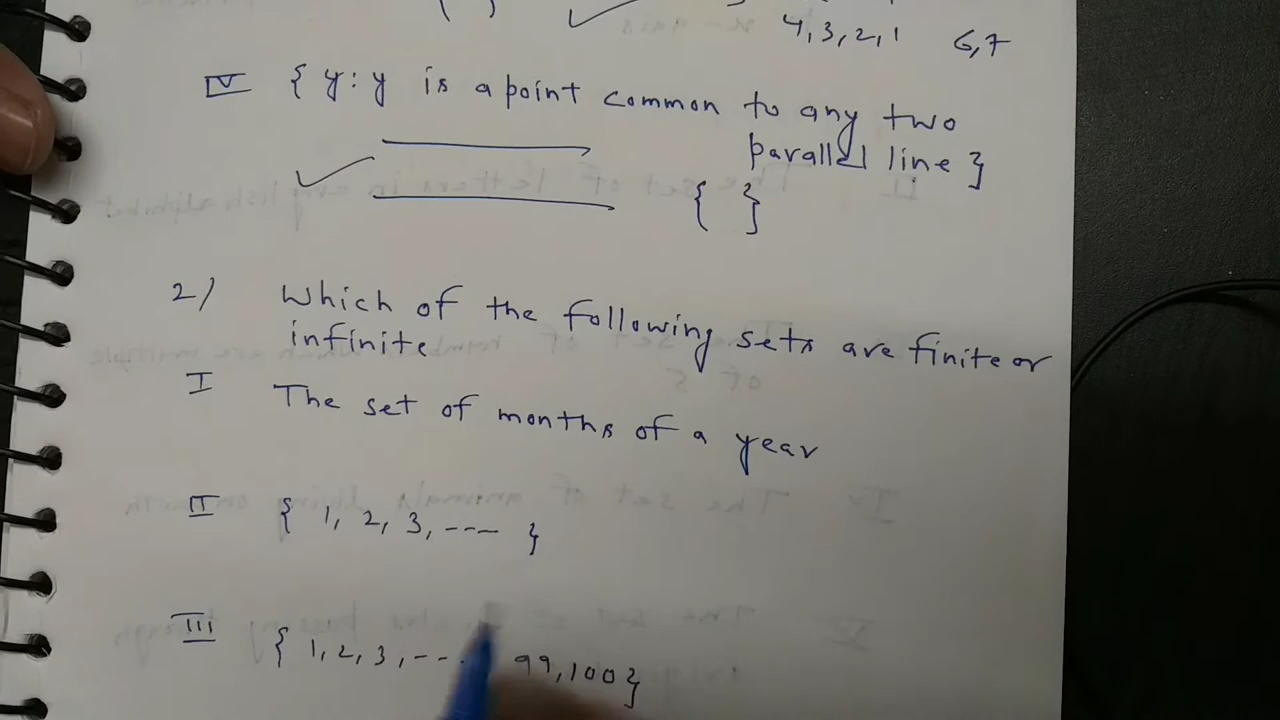 ( )
4,3,2,1 6,7
IV { y : y is a point common to any two
parallel line }
{ }
2) Which of the following sets are finite or
infinite
I The set of months of a year
II { 1, 2, 3, ---- }
III { 1, 2, 3, --- 99, 100 }